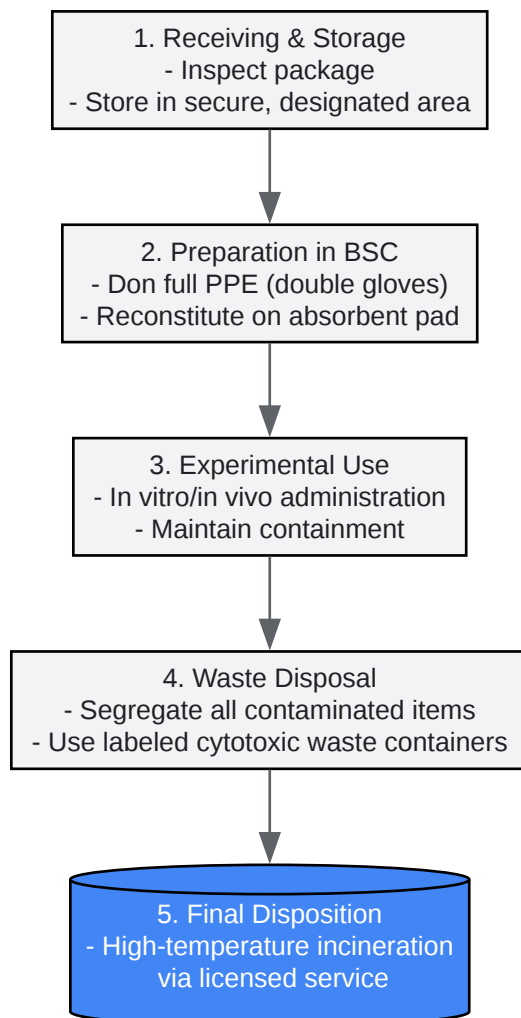 1. Receiving & Storage
- Inspect package
- Store in secure, designated area
2. Preparation in BSC
- Don full PPE (double gloves)
- Reconstitute on absorbent pad
3. Experimental Use
- In vitro/in vivo administration
- Maintain containment
4. Waste Disposal
- Segregate all contaminated items
- Use labeled cytotoxic waste containers
5. Final Disposition
- High-temperature incineration
via licensed service